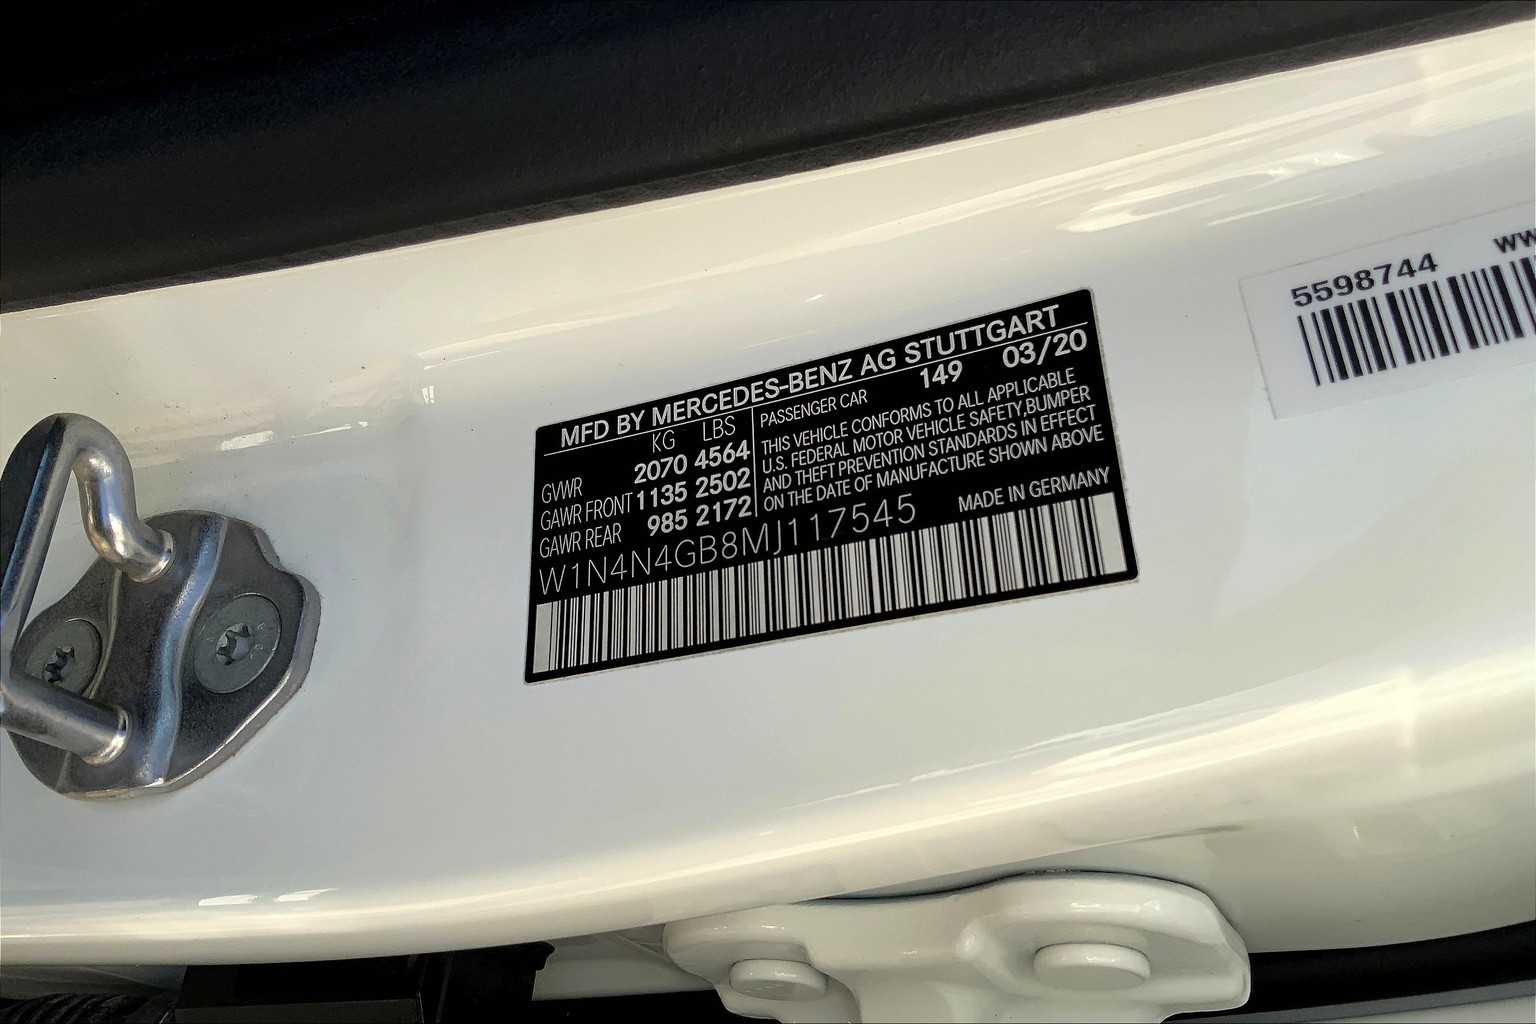 MFD BY MERCEDES-BENZ AG STUTTGART
KG LBS
GVWR 2070 4564
GAWR FRONT 1135 2502
GAWR REAR 985 2172
PASSENGER CAR 149 03/20
THIS VEHICLE CONFORMS TO ALL APPLICABLE
U.S. FEDERAL MOTOR VEHICLE SAFETY,BUMPER
AND THEFT PREVENTION STANDARDS IN EFFECT
ON THE DATE OF MANUFACTURE SHOWN ABOVE
W1N4N4GB8MJ117545 MADE IN GERMANY
5598744